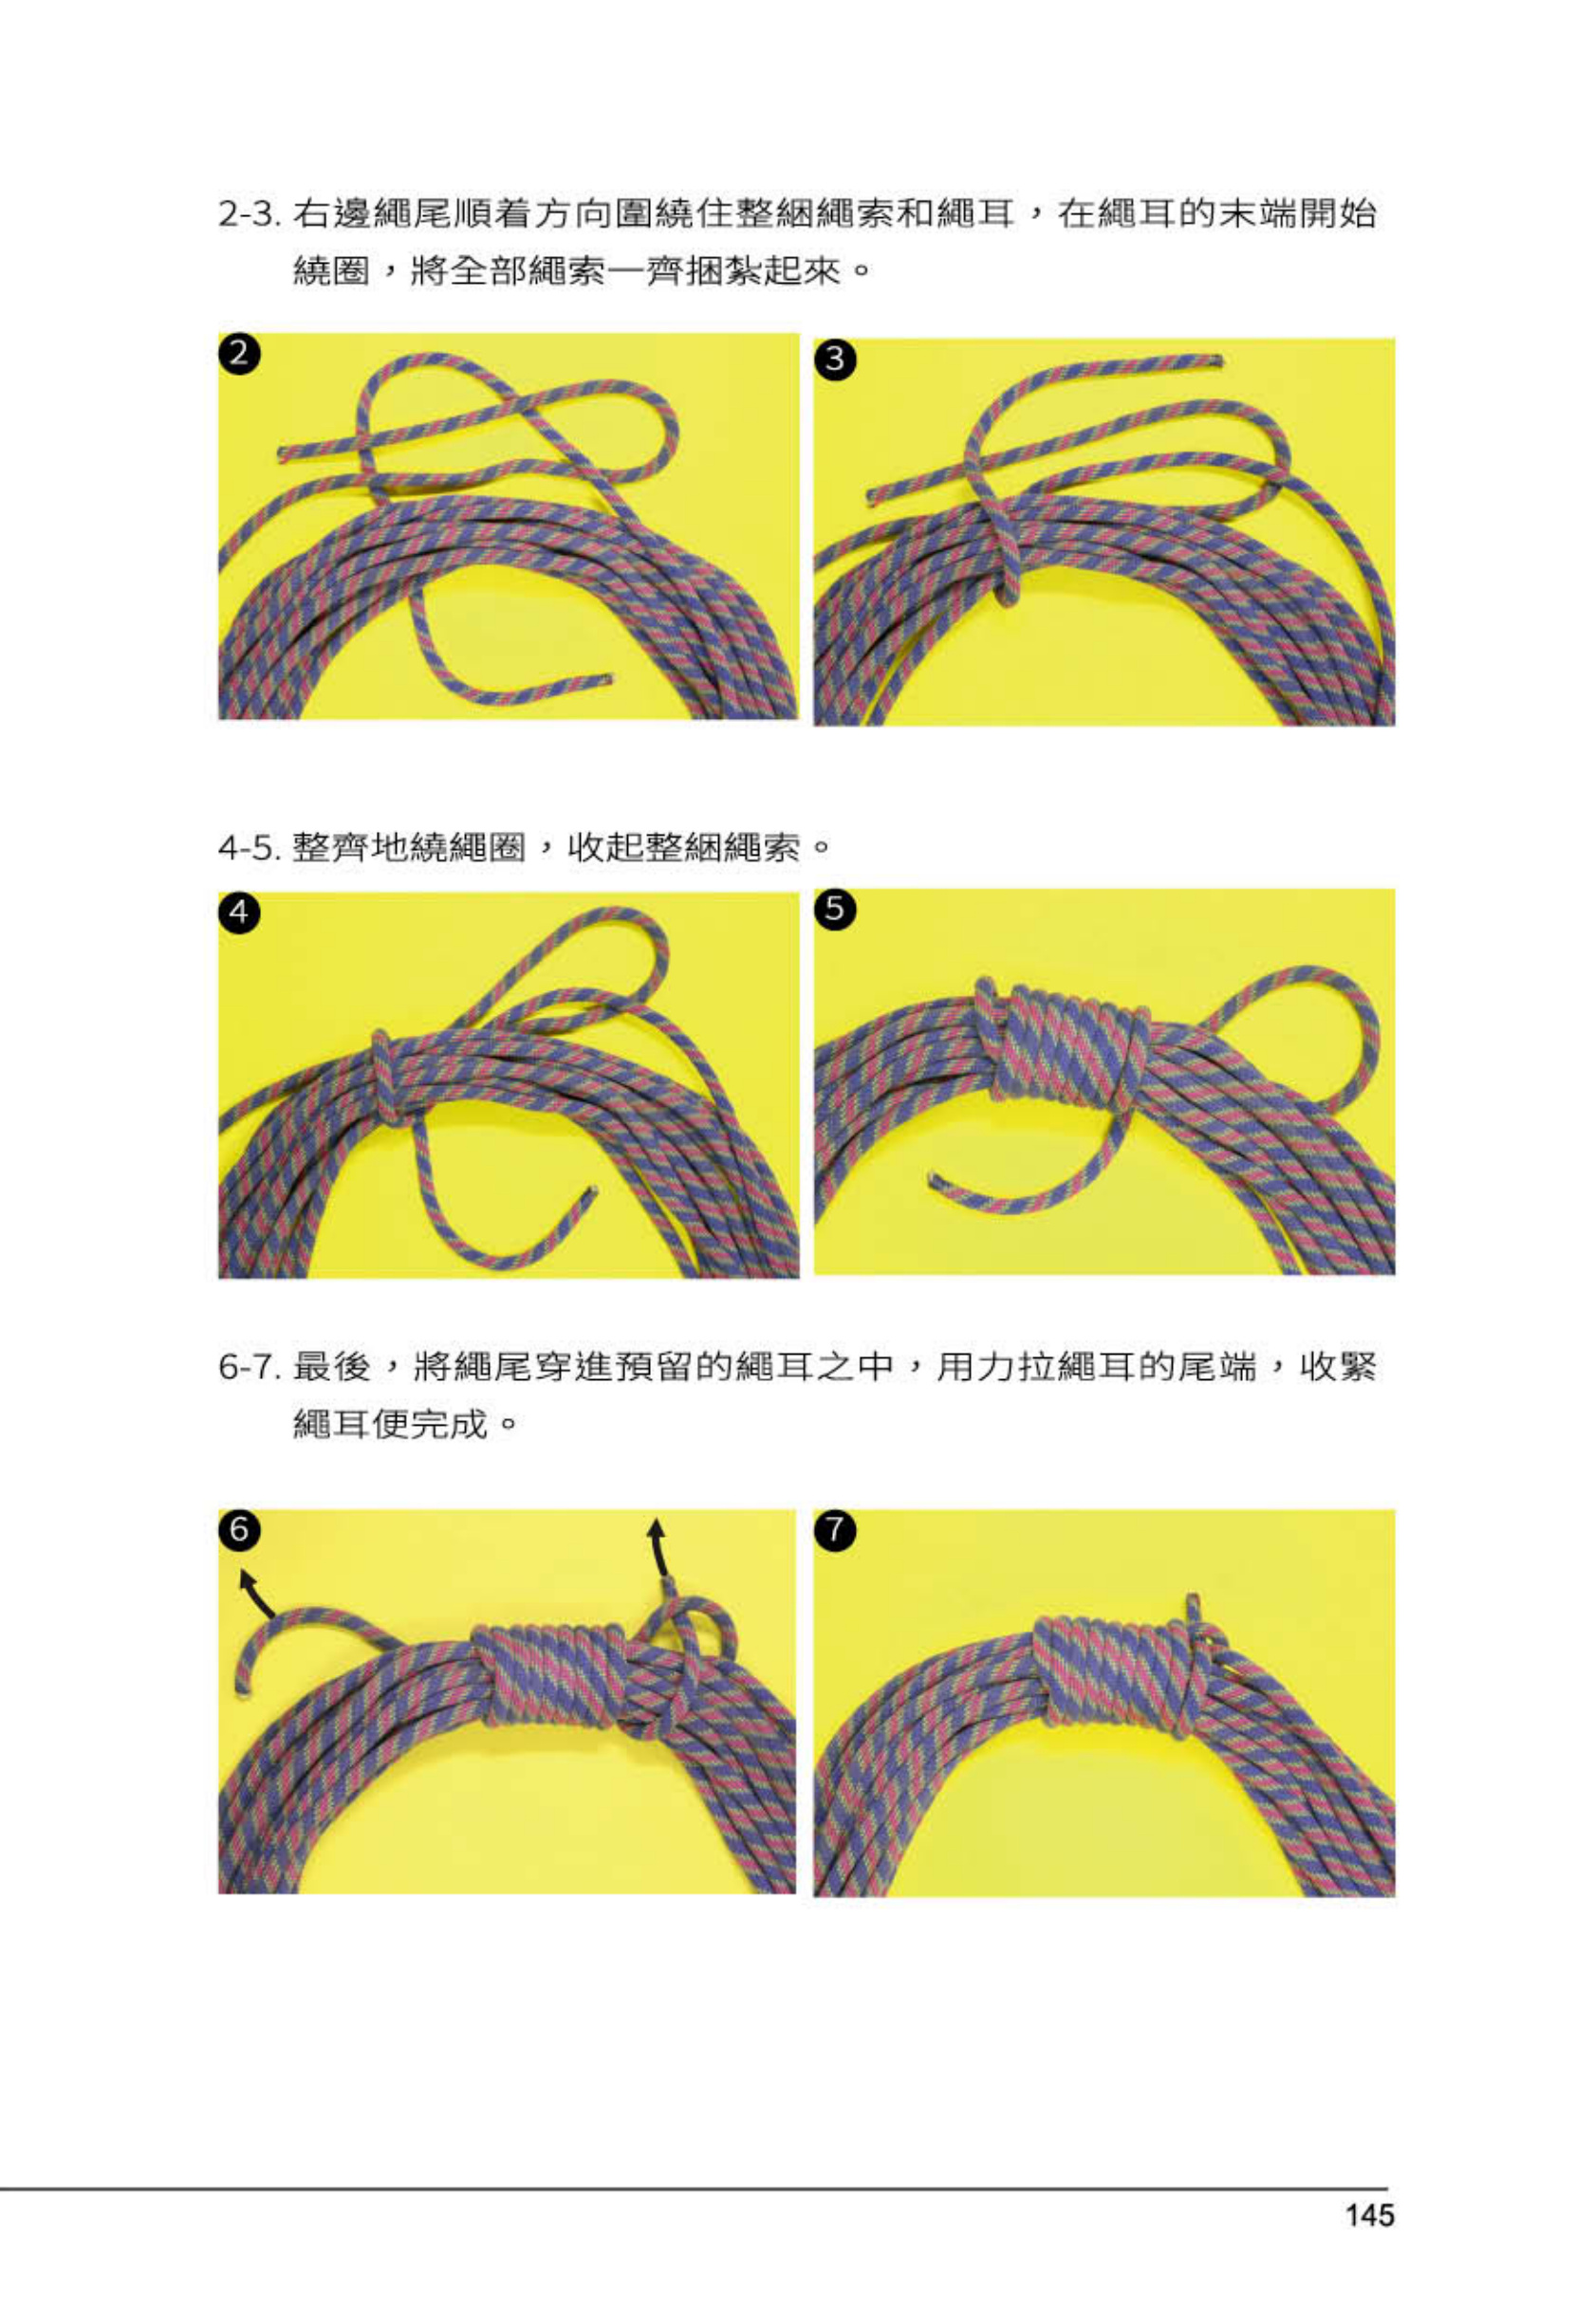 2-3. 右邊繩尾順着方向圍繞住整綑繩索和繩耳，在繩耳的末端開始
繞圈，將全部繩索一齊捆紮起來。
2
3
4-5. 整齊地繞繩圈，收起整綑繩索。
4
5
6-7. 最後，將繩尾穿進預留的繩耳之中，用力拉繩耳的尾端，收緊
繩耳便完成。
6
7
145